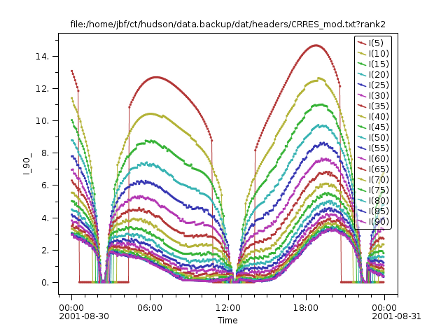 file:/home/jbf/ct/hudson/data.backup/dat/headers/CRRES_mod.txt?rank2
14.
12.
10.
8.
6.
4.
2.
0.
I_90_
I(5)
I(10)
I(15)
I(20)
I(25)
I(30)
I(35)
I(40)
I(45)
I(50)
I(55)
I(60)
I(65)
I(70)
I(75)
I(80)
I(85)
I(90)
00:00 06:00 12:00 18:00 00:00
2001-08-30 2001-08-31
Time